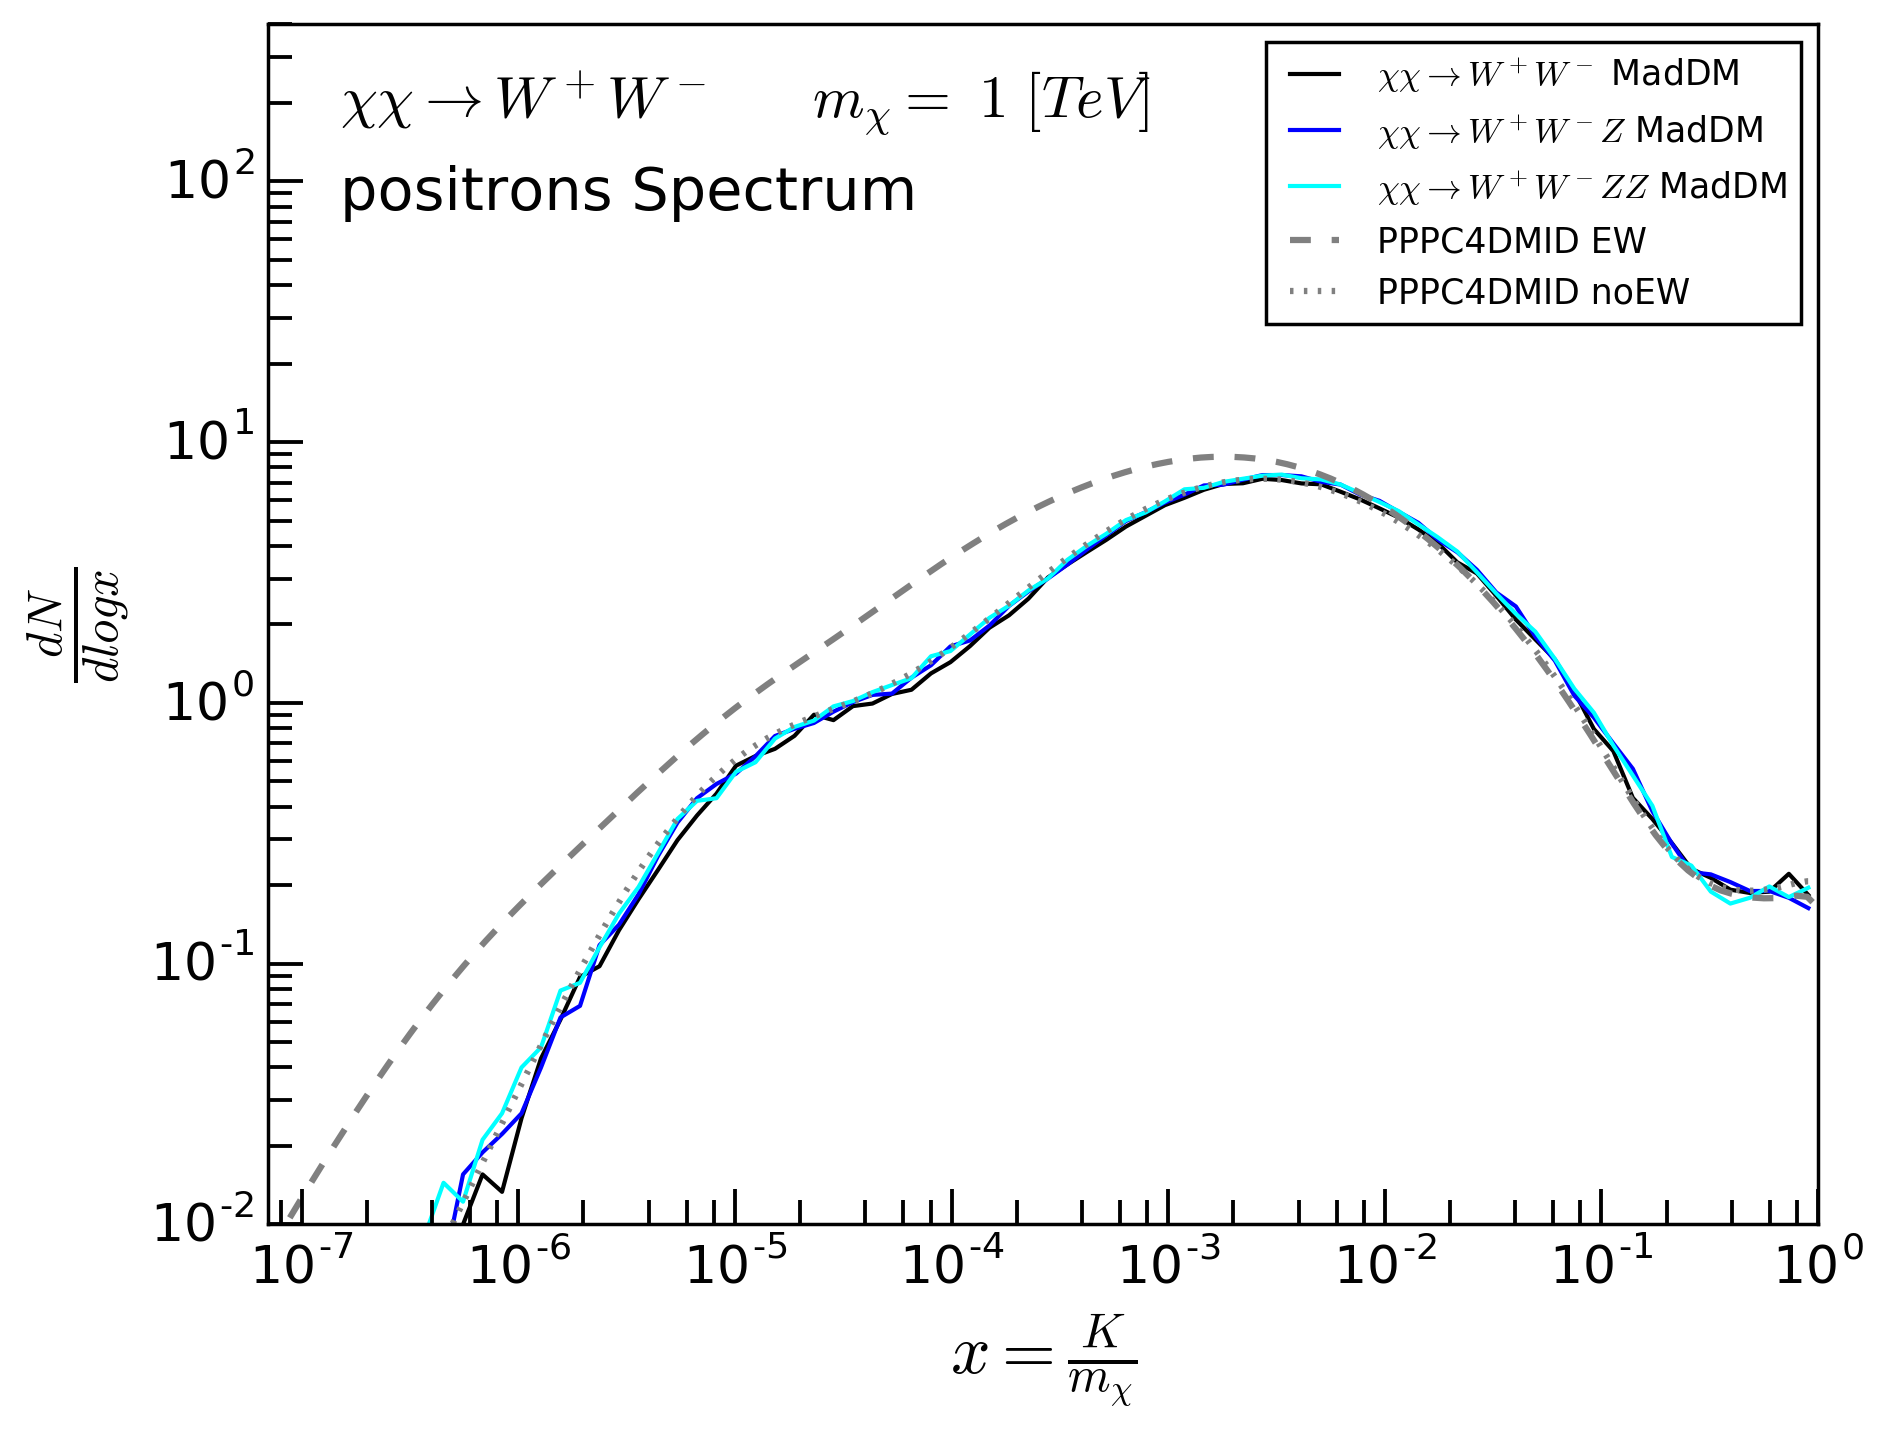 χχ → W⁺W⁻ m_χ = 1 [TeV]
positrons Spectrum
χχ → W⁺W⁻ MadDM
χχ → W⁺W⁻Z MadDM
χχ → W⁺W⁻ZZ MadDM
PPPC4DMID EW
PPPC4DMID noEW
10²
10¹
10⁰
10⁻¹
10⁻²
dN
dlogx
10⁻⁷ 10⁻⁶ 10⁻⁵ 10⁻⁴ 10⁻³ 10⁻² 10⁻¹ 10⁰
x = K/m_χ